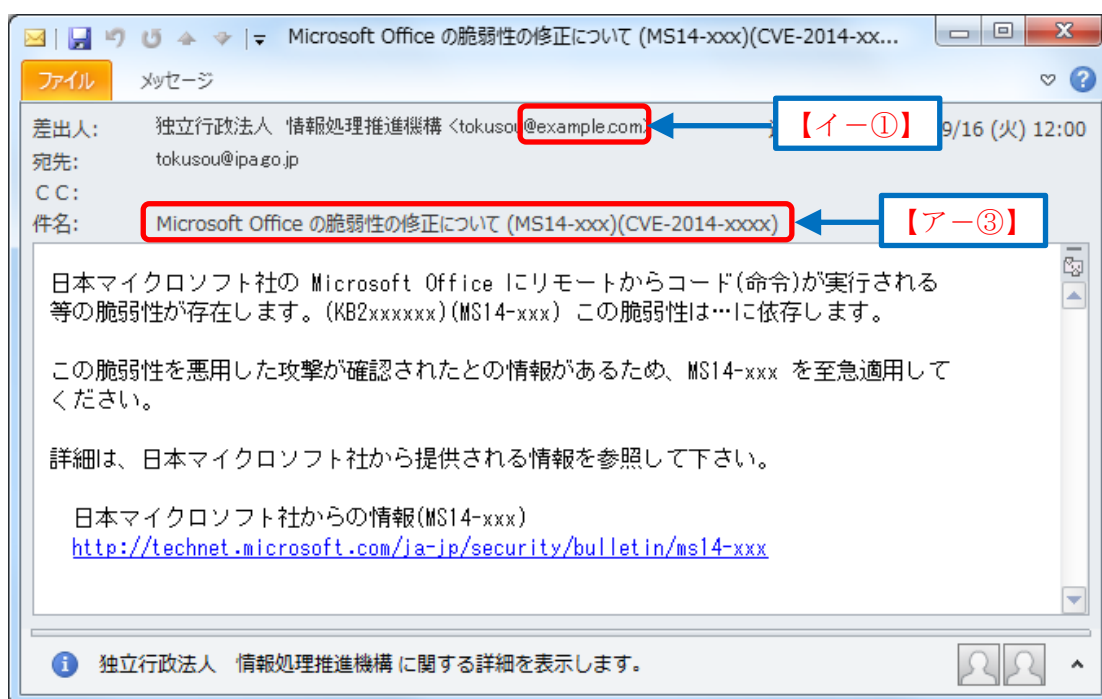 Microsoft Office の脆弱性の修正について (MS14-xxx)(CVE-2014-xx...
ファイル メッセージ
差出人: 独立行政法人 情報処理推進機構 <tokusou@example.com> 【イー①】 9/16 (火) 12:00
宛先: tokusou@ipa.go.jp
CC:
件名: Microsoft Office の脆弱性の修正について (MS14-xxx)(CVE-2014-xxxx) 【アー③】
日本マイクロソフト社の Microsoft Office にリモートからコード(命令)が実行される
等の脆弱性が存在します。(KB2xxxxxx)(MS14-xxx) この脆弱性は…に依存します。
この脆弱性を悪用した攻撃が確認されたとの情報があるため、MS14-xxx を至急適用して
ください。
詳細は、日本マイクロソフト社から提供される情報を参照して下さい。
日本マイクロソフト社からの情報(MS14-xxx)
http://technet.microsoft.com/ja-jp/security/bulletin/ms14-xxx
独立行政法人 情報処理推進機構 に関する詳細を表示します。